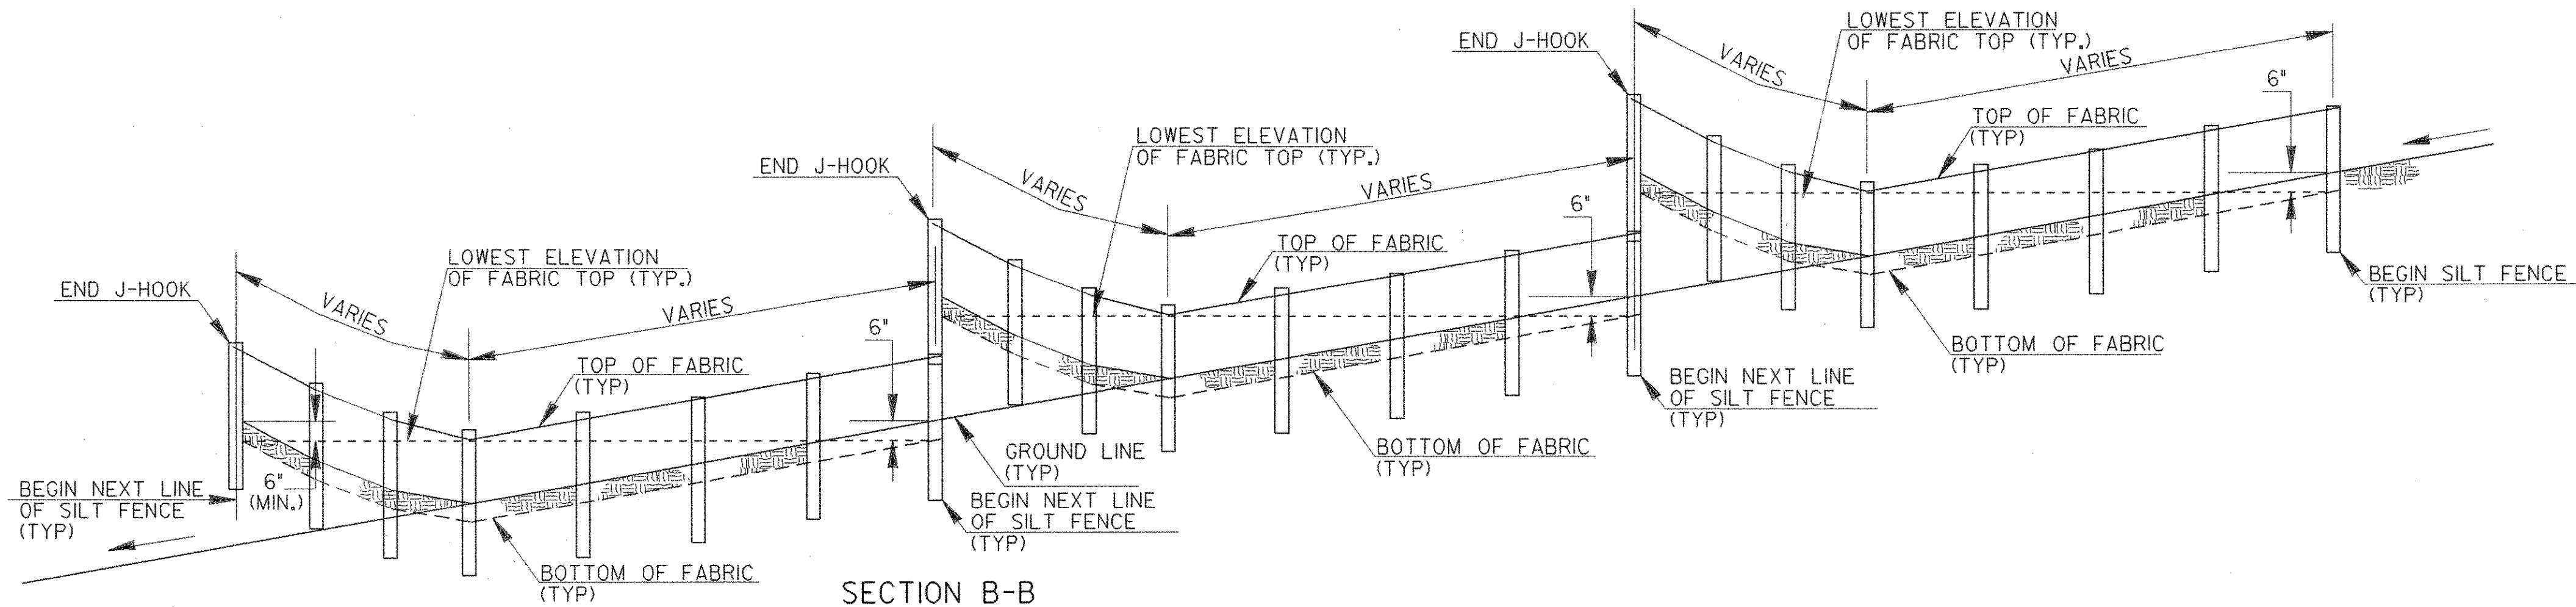 END J-HOOK
VARIES
LOWEST ELEVATION
OF FABRIC TOP (TYP.)
VARIES
6"
TOP OF FABRIC
(TYP)
BEGIN SILT FENCE
(TYP)
BOTTOM OF FABRIC
(TYP)
BEGIN NEXT LINE
OF SILT FENCE
(TYP)
END J-HOOK
VARIES
LOWEST ELEVATION
OF FABRIC TOP (TYP.)
VARIES
6"
TOP OF FABRIC
(TYP)
BOTTOM OF FABRIC
(TYP)
GROUND LINE
(TYP)
BEGIN NEXT LINE
OF SILT FENCE
(TYP)
END J-HOOK
VARIES
LOWEST ELEVATION
OF FABRIC TOP (TYP.)
VARIES
6"
TOP OF FABRIC
(TYP)
6"
(MIN.)
BEGIN NEXT LINE
OF SILT FENCE
(TYP)
BOTTOM OF FABRIC
(TYP)
SECTION B-B